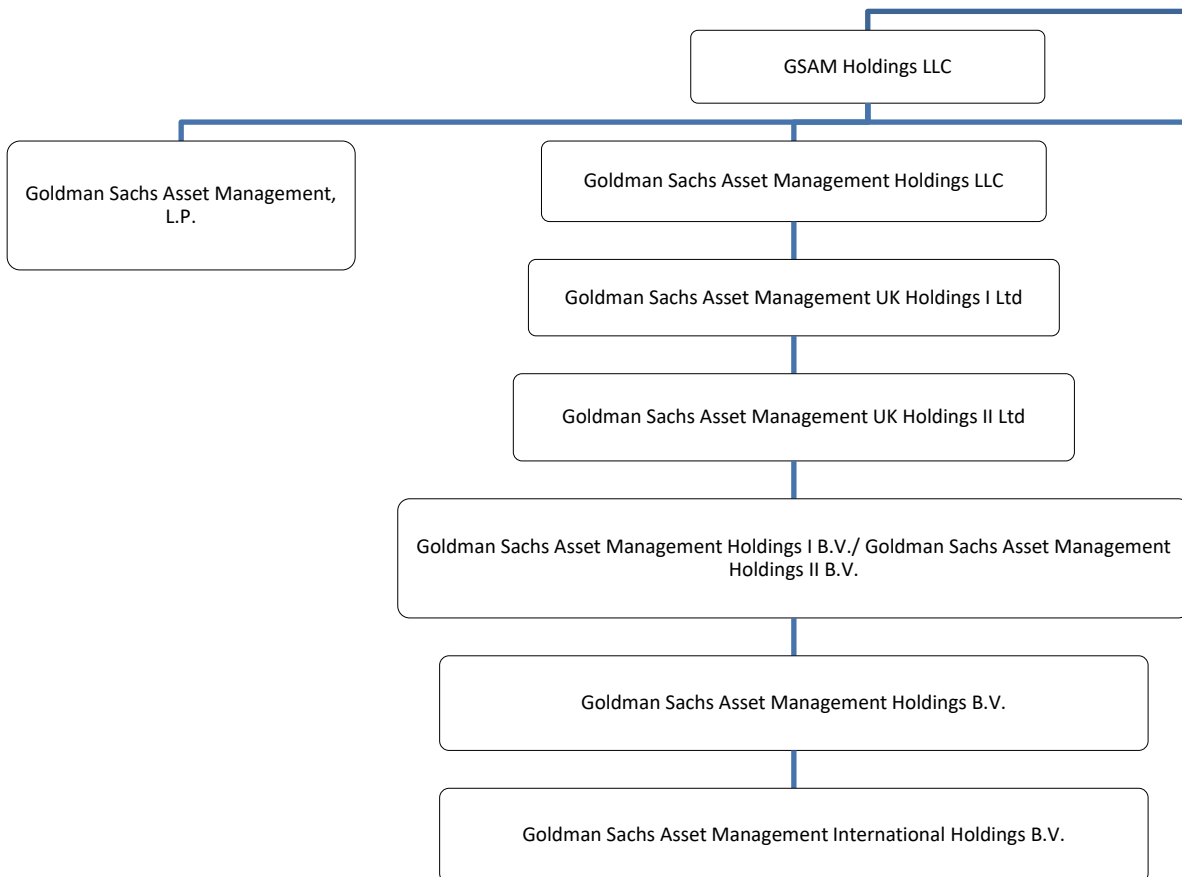 GSAM Holdings LLC
Goldman Sachs Asset Management,
L.P.
Goldman Sachs Asset Management Holdings LLC
Goldman Sachs Asset Management UK Holdings I Ltd
Goldman Sachs Asset Management UK Holdings II Ltd
Goldman Sachs Asset Management Holdings I B.V./ Goldman Sachs Asset Management
Holdings II B.V.
Goldman Sachs Asset Management Holdings B.V.
Goldman Sachs Asset Management International Holdings B.V.